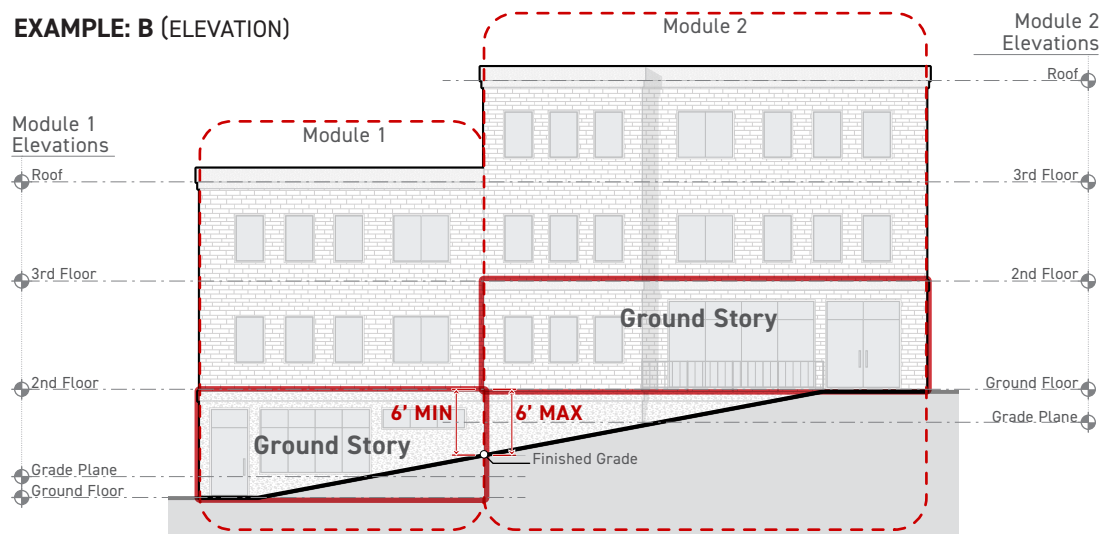 EXAMPLE: B (ELEVATION)
Module 2
Module 2
Elevations
Roof
Module 1
Elevations
Module 1
Roof
3rd Floor
3rd Floor
2nd Floor
Ground Story
2nd Floor
Ground Floor
6’ MIN
6’ MAX
Grade Plane
Ground Story
Finished Grade
Grade Plane
Ground Floor